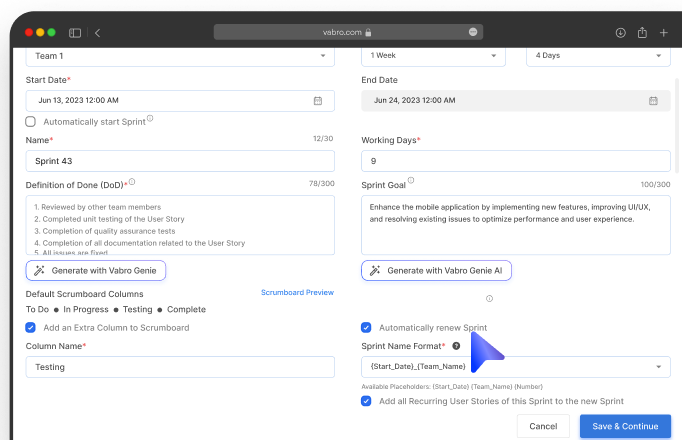 vabro.com
Team 1
1 Week
4 Days
Start Date*
End Date
Jun 13, 2023 12:00 AM
Jun 24, 2023 12:00 AM
Automatically start Sprint
Name*
12/30
Working Days*
Sprint 43
9
Definition of Done (DoD)*
78/300
Sprint Goal
100/300
1. Reviewed by other team members
2. Completed unit testing of the User Story
3. Completion of quality assurance tests
4. Completion of all documentation related to the User Story
5. All issues are fixed
Enhance the mobile application by implementing new features, improving UI/UX,
and resolving existing issues to optimize performance and user experience.
Generate with Vabro Genie
Generate with Vabro Genie AI
Default Scrumboard Columns
Scrumboard Preview
To Do ● In Progress ● Testing ● Complete
Add an Extra Column to Scrumboard
Automatically renew Sprint
Column Name*
Sprint Name Format*
Testing
{Start_Date}_{Team_Name}
Available Placeholders: {Start_Date} {Team_Name} {Number}
Add all Recurring User Stories of this Sprint to the new Sprint
Cancel
Save & Continue